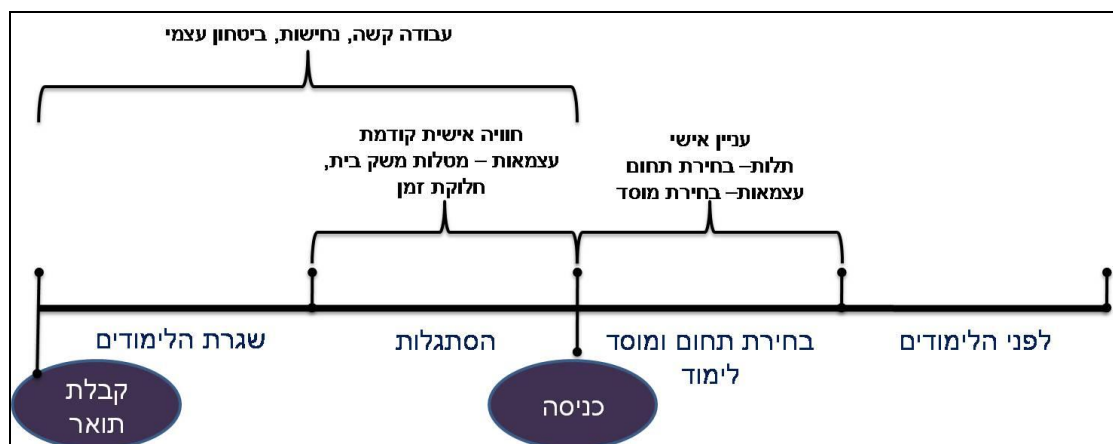 עבודה קשה, נחישות, ביטחון עצמי
עניין אישי
תלות– בחירת תחום
עצמאות– בחירת מוסד
חוויה אישית קודמת
עצמאות – מטלות משק בית,
חלוקת זמן
לפני הלימודים
בחירת תחום ומוסד
לימוד
הסתגלות
שגרת הלימודים
כניסה
קבלת
תואר